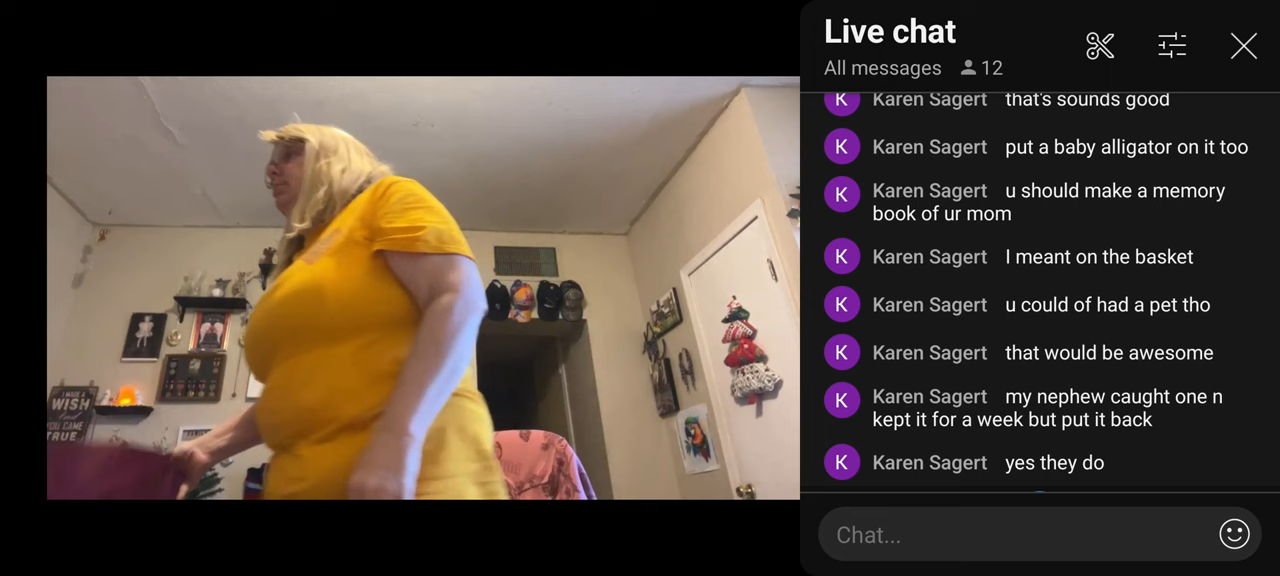 Live chat
All messages 12
K Karen Sagert that's sounds good
K Karen Sagert put a baby alligator on it too
K Karen Sagert u should make a memory
book of ur mom
K Karen Sagert I meant on the basket
K Karen Sagert u could of had a pet tho
K Karen Sagert that would be awesome
K Karen Sagert my nephew caught one n
kept it for a week but put it back
K Karen Sagert yes they do
Chat...
I MADE A
WISH
And
YOU CAME
TRUE